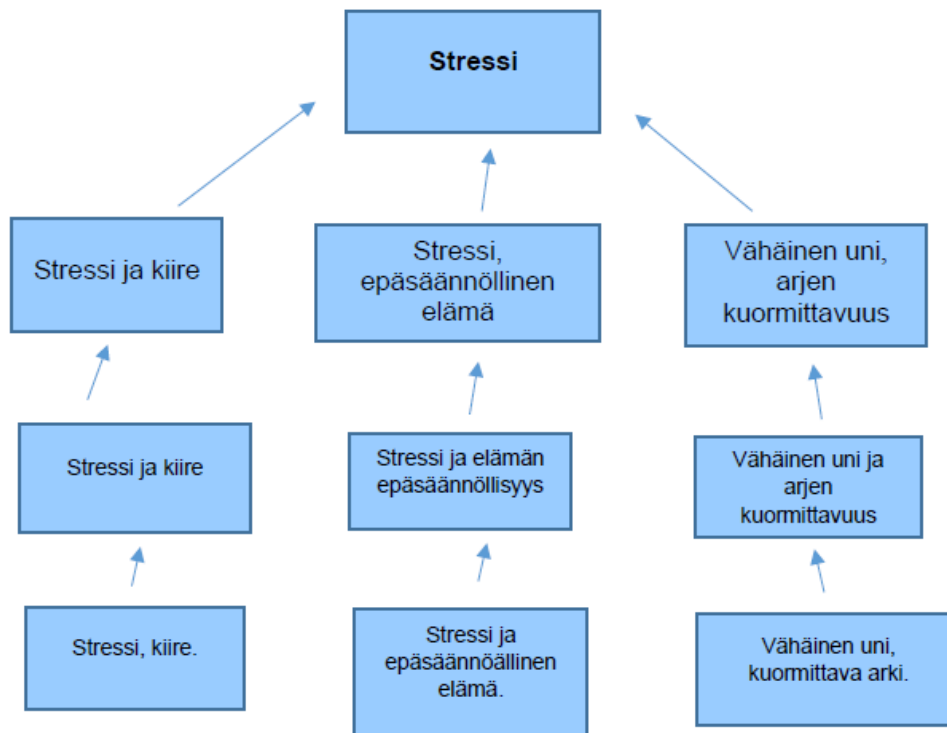 Stressi
Stressi ja kiire
Stressi,
epäsäännöllinen
elämä
Vähäinen uni,
arjen
kuormittavuus
Stressi ja kiire
Stressi ja elämän
epäsäännöllisyys
Vähäinen uni ja
arjen
kuormittavuus
Stressi, kiire.
Stressi ja
epäsäännöällinen
elämä.
Vähäinen uni,
kuormittava arki.